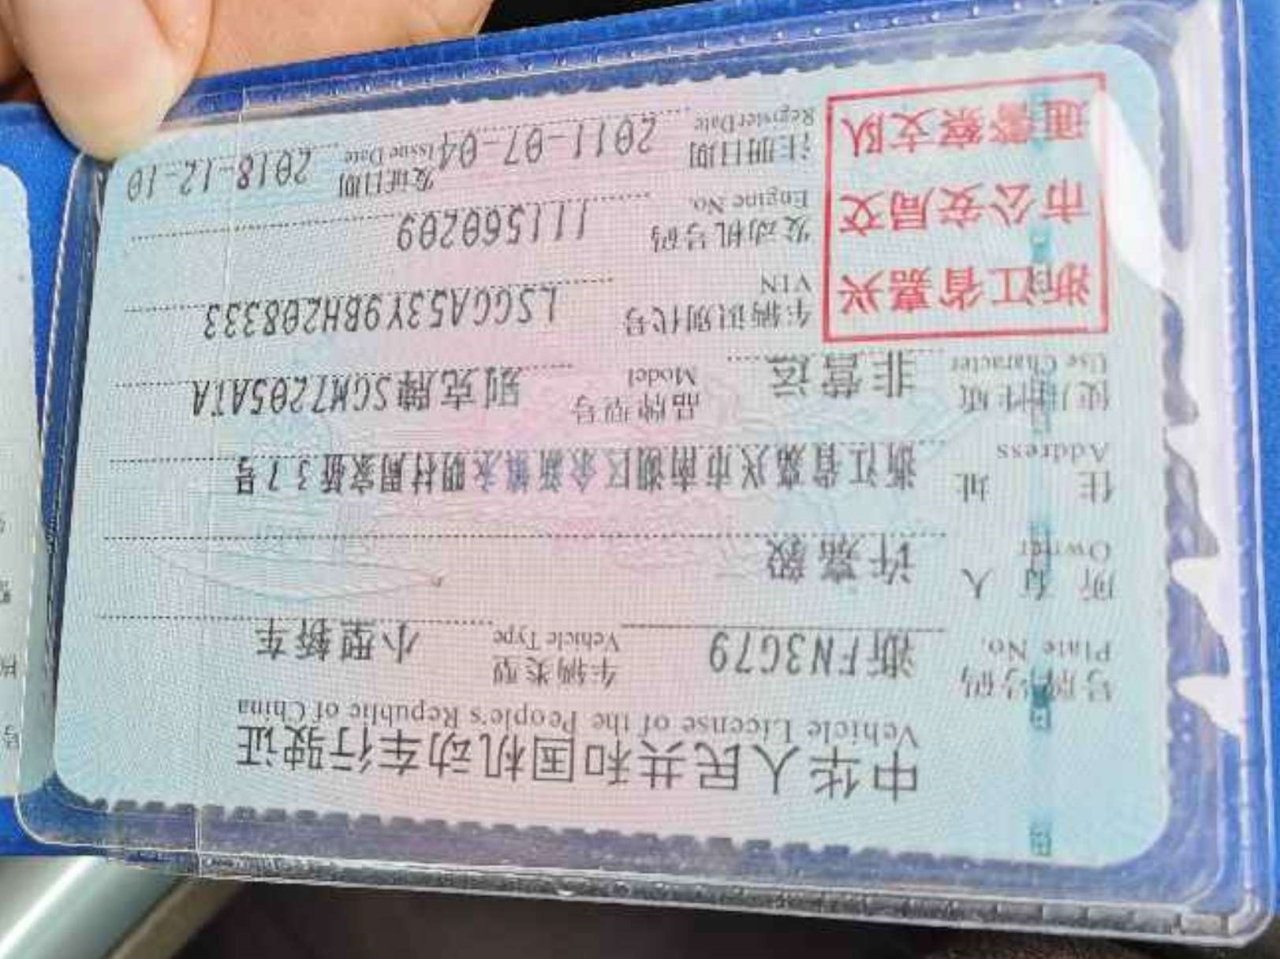 中华人民共和国机动车行驶证
Vehicle License of the People's Republic of China
号牌号码 浙FN3G79 车辆类型 小型轿车
Plate No. Vehicle Type
所有人 许嘉毅
Owner
住址 浙江省嘉兴市南湖区余新镇永明村周家桥37号
Address
使用性质 非营运 品牌型号 别克牌SGM7205ATA
Use Character Model
浙江省嘉兴
市公安局交
通警察支队
车辆识别代号 LSGGA53Y9BH208333
VIN
发动机号码 111560209
Engine No.
注册日期 2011-07-04 发证日期 2018-12-10
Register Date Issue Date